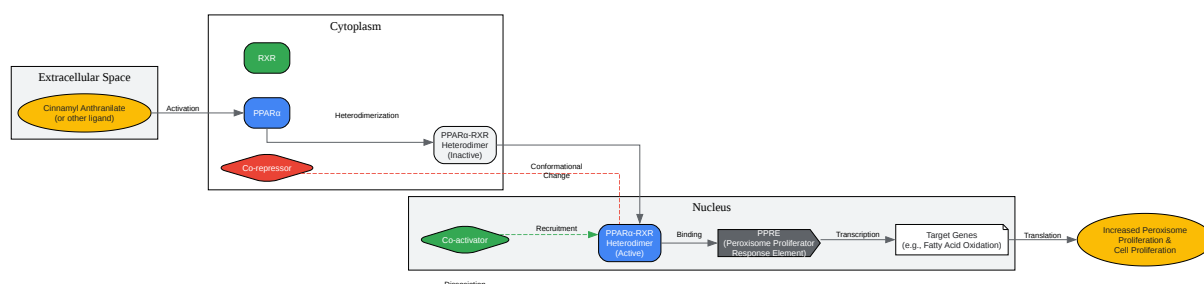 Cytoplasm
RXR
Extracellular Space
Cinnamyl Anthranilate
(or other ligand)
Activation
PPARα
Heterodimerization
PPARα-RXR
Heterodimer
(Inactive)
Co-repressor
Conformational
Change
Nucleus
Co-activator
Recruitment
PPARα-RXR
Heterodimer
(Active)
Binding
PPRE
(Peroxisome Proliferator
Response Element)
Transcription
Target Genes
(e.g., Fatty Acid Oxidation)
Translation
Increased Peroxisome
Proliferation &
Cell Proliferation